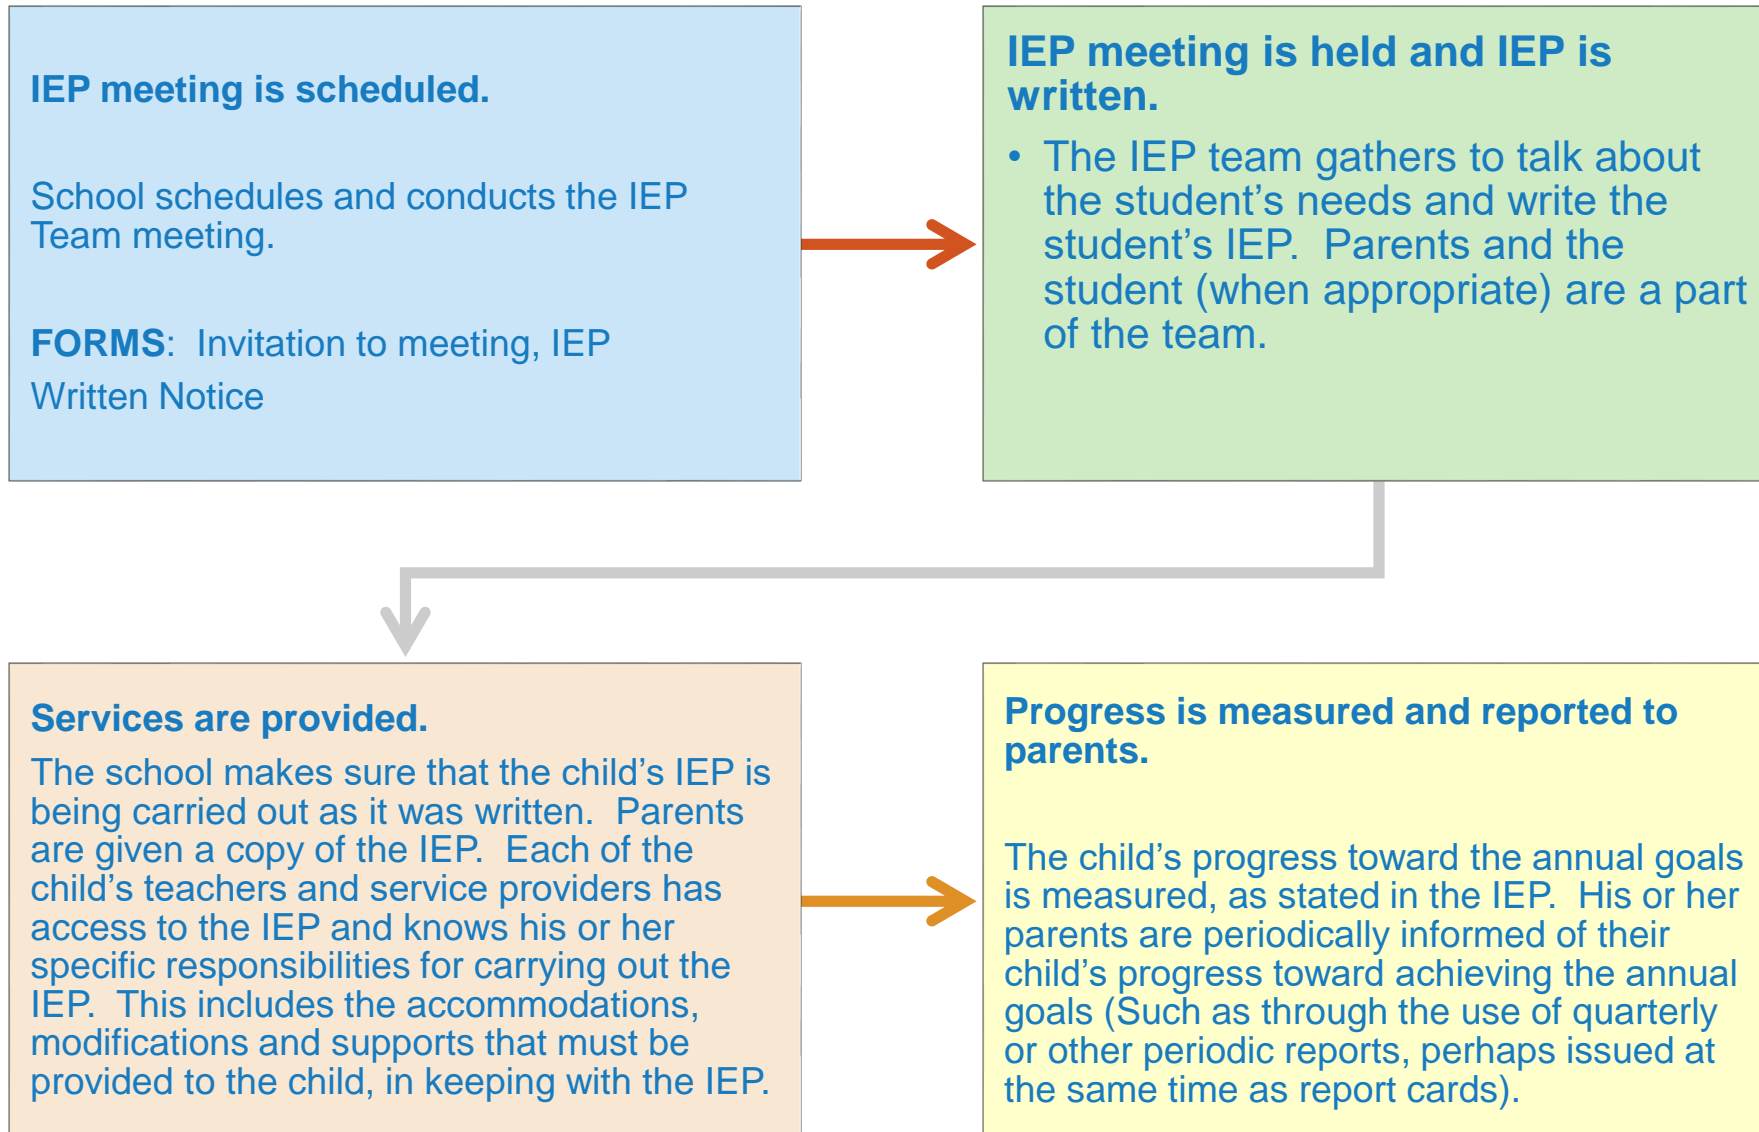 IEP meeting is scheduled.
School schedules and conducts the IEP
Team meeting.
FORMS:  Invitation to meeting, IEP
Written Notice
IEP meeting is held and IEP is
written.
• The IEP team gathers to talk about
the student’s needs and write the
student’s IEP.  Parents and the
student (when appropriate) are a part
of the team.
Services are provided.
The school makes sure that the child’s IEP is
being carried out as it was written.  Parents
are given a copy of the IEP.  Each of the
child’s teachers and service providers has
access to the IEP and knows his or her
specific responsibilities for carrying out the
IEP.  This includes the accommodations,
modifications and supports that must be
provided to the child, in keeping with the IEP.
Progress is measured and reported to
parents.
The child’s progress toward the annual goals
is measured, as stated in the IEP.  His or her
parents are periodically informed of their
child’s progress toward achieving the annual
goals (Such as through the use of quarterly
or other periodic reports, perhaps issued at
the same time as report cards).